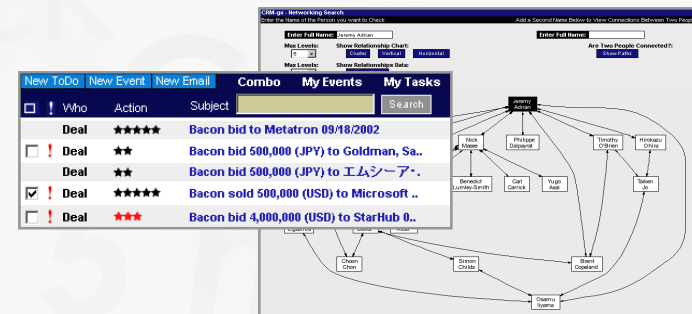 CRM-gx - Networking Search
Enter the Name of the Person you want to Check:
Add a Second Name Below to View Connections Between Two Peop
Enter Full Name: Jeremy Adrian
Enter Full Name:
Max Levels: 5
Show Relationship Chart:
Cluster Vertical Horizontal
Are Two People Connected?:
Show Paths
Max Levels:
Show Relationships Data:
New ToDo New Event New Email Combo My Events My Tasks
! Who Action Subject Search
Deal ★★★★★ Bacon bid to Metatron 09/18/2002
! Deal ★★ Bacon bid 500,000 (JPY) to Goldman, Sa..
Deal ★★ Bacon bid 500,000 (JPY) to エムシーア・.
! Deal ★★★★★ Bacon sold 500,000 (USD) to Microsoft ..
! Deal ★★★ Bacon bid 4,000,000 (USD) to StarHub 0..
Jeremy
Adrian
Nick
Masee
Philippe
Dalpayrat
Timothy
O'Brien
Hirokazu
Ohira
Benedict
Lumley-Smith
Carl
Carrick
Yugo
Asai
Taiken
Jo
Choon
Chon
Simon
Childs
Brent
Copeland
Osamu
Iiyama